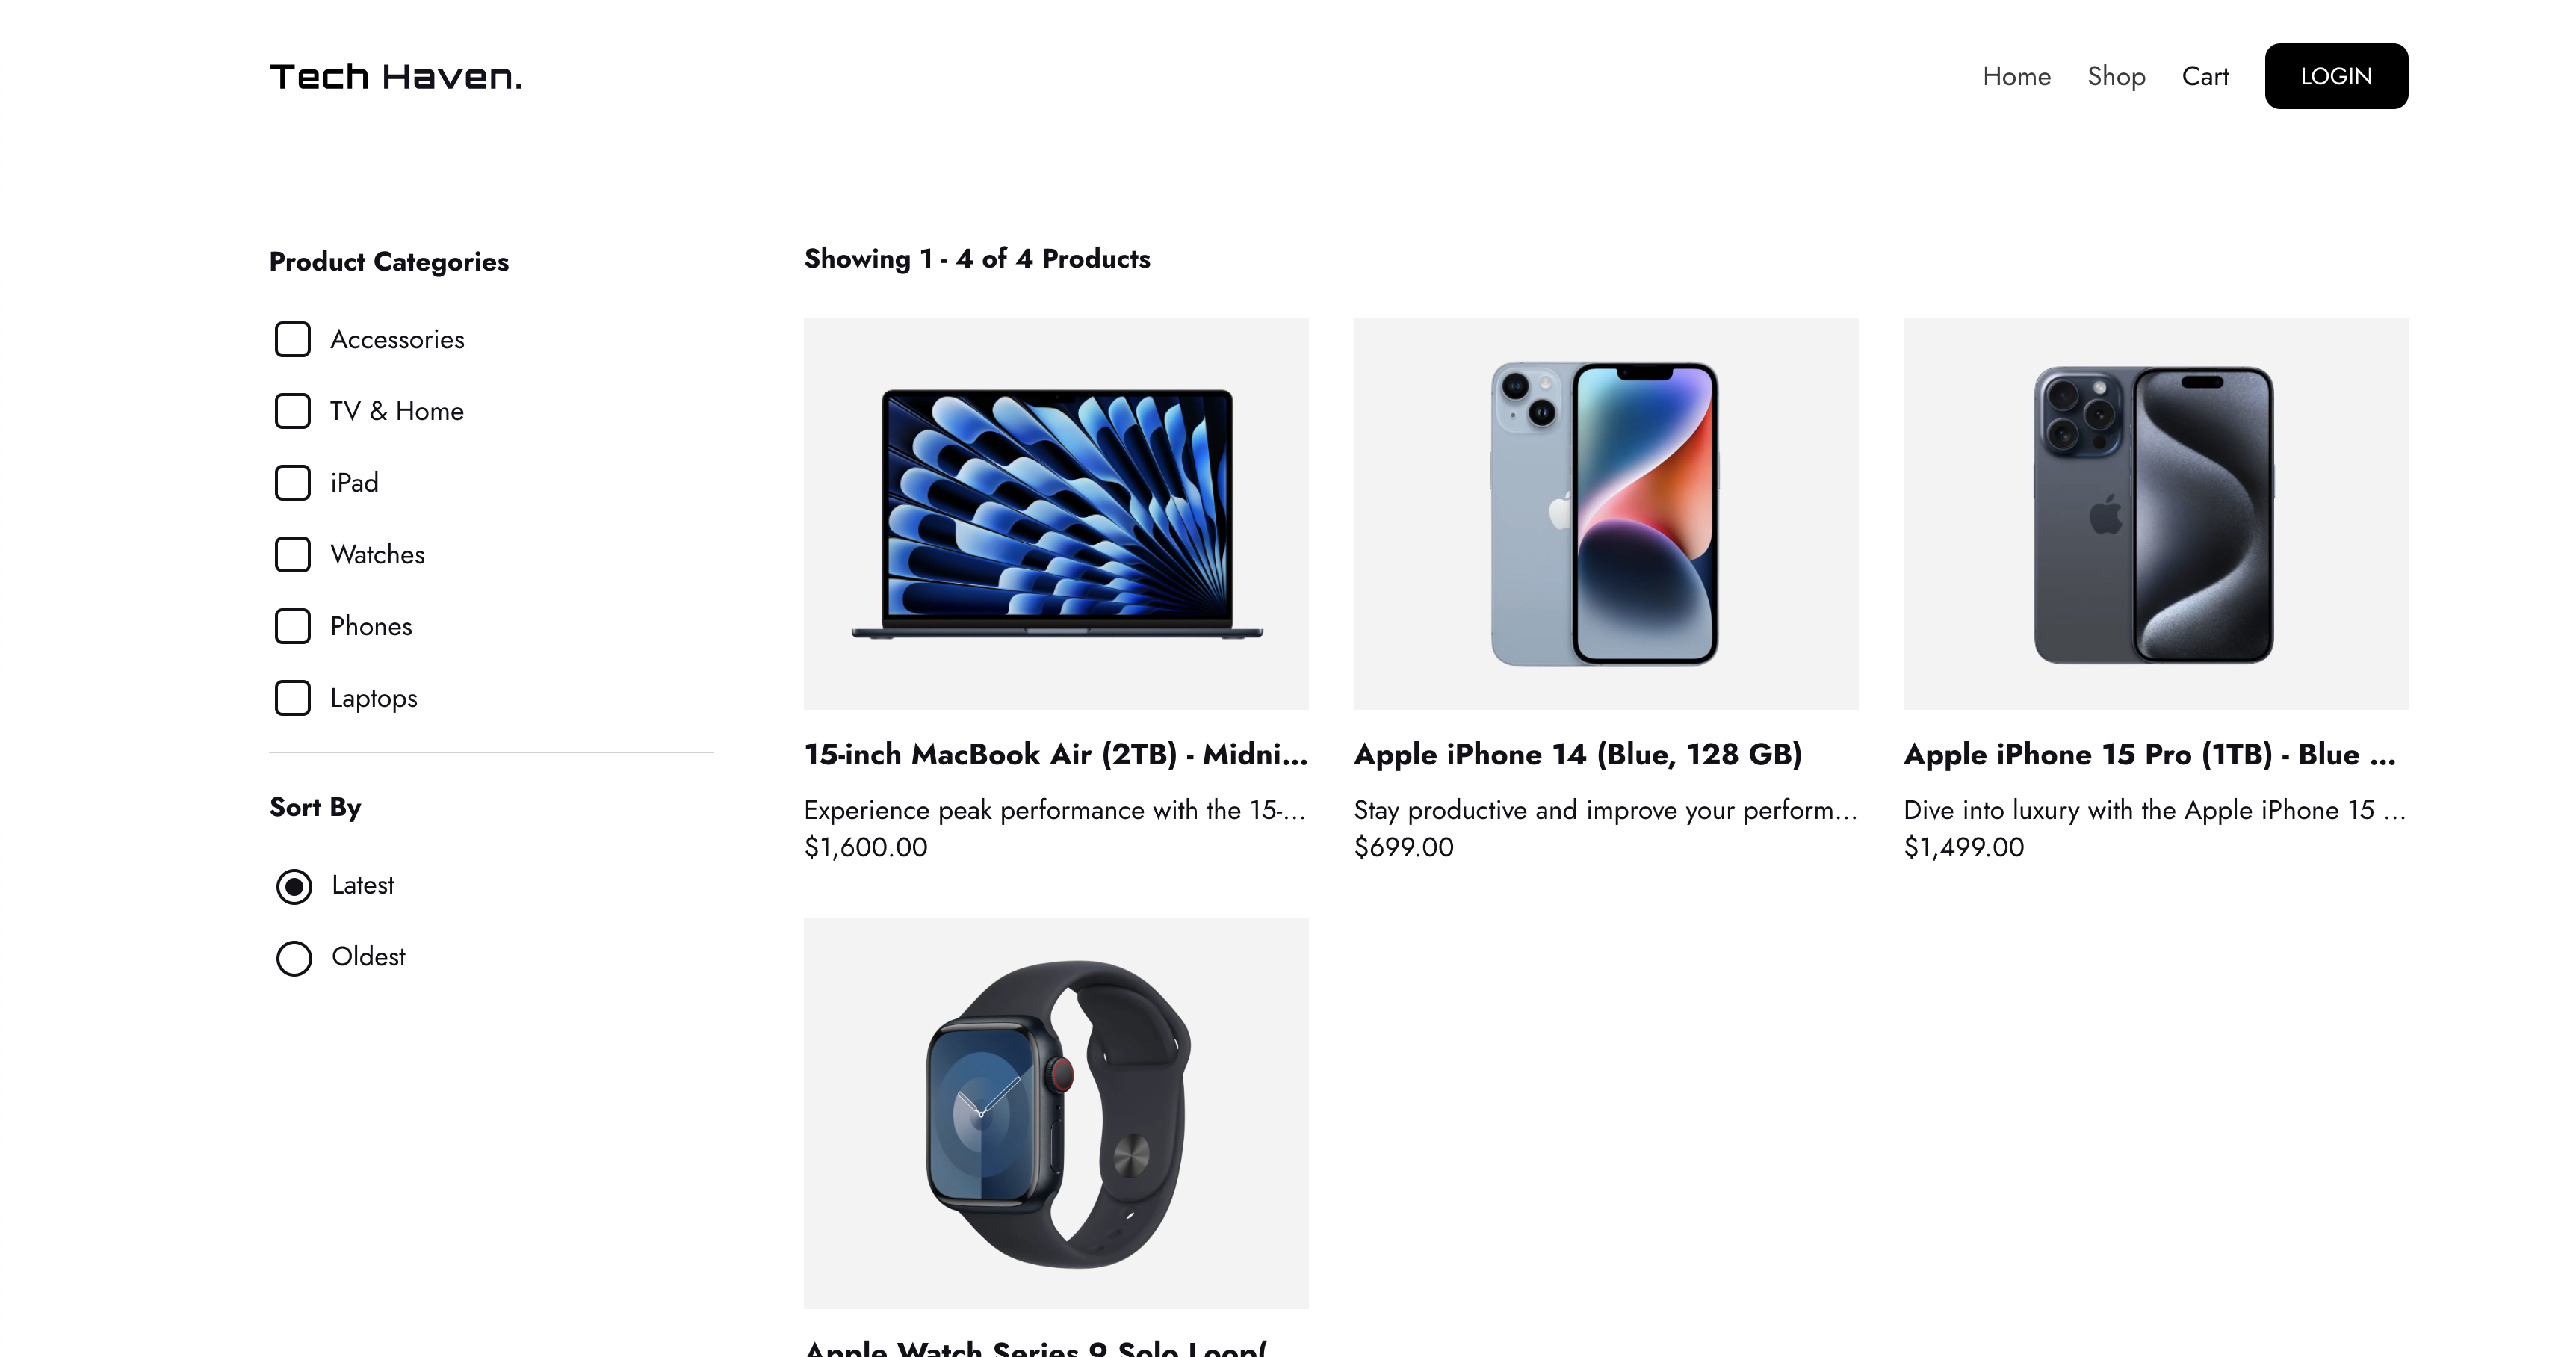 Tech Haven.
Home
Shop
Cart
LOGIN
Product Categories
Accessories
TV & Home
iPad
Watches
Phones
Laptops
Sort By
Latest
Oldest
Showing 1 - 4 of 4 Products
15-inch MacBook Air (2TB) - Midni...
Experience peak performance with the 15-...
$1,600.00
Apple iPhone 14 (Blue, 128 GB)
Stay productive and improve your perform...
$699.00
Apple iPhone 15 Pro (1TB) - Blue ...
Dive into luxury with the Apple iPhone 15 ...
$1,499.00
Apple Watch Series 9 Solo Loop(